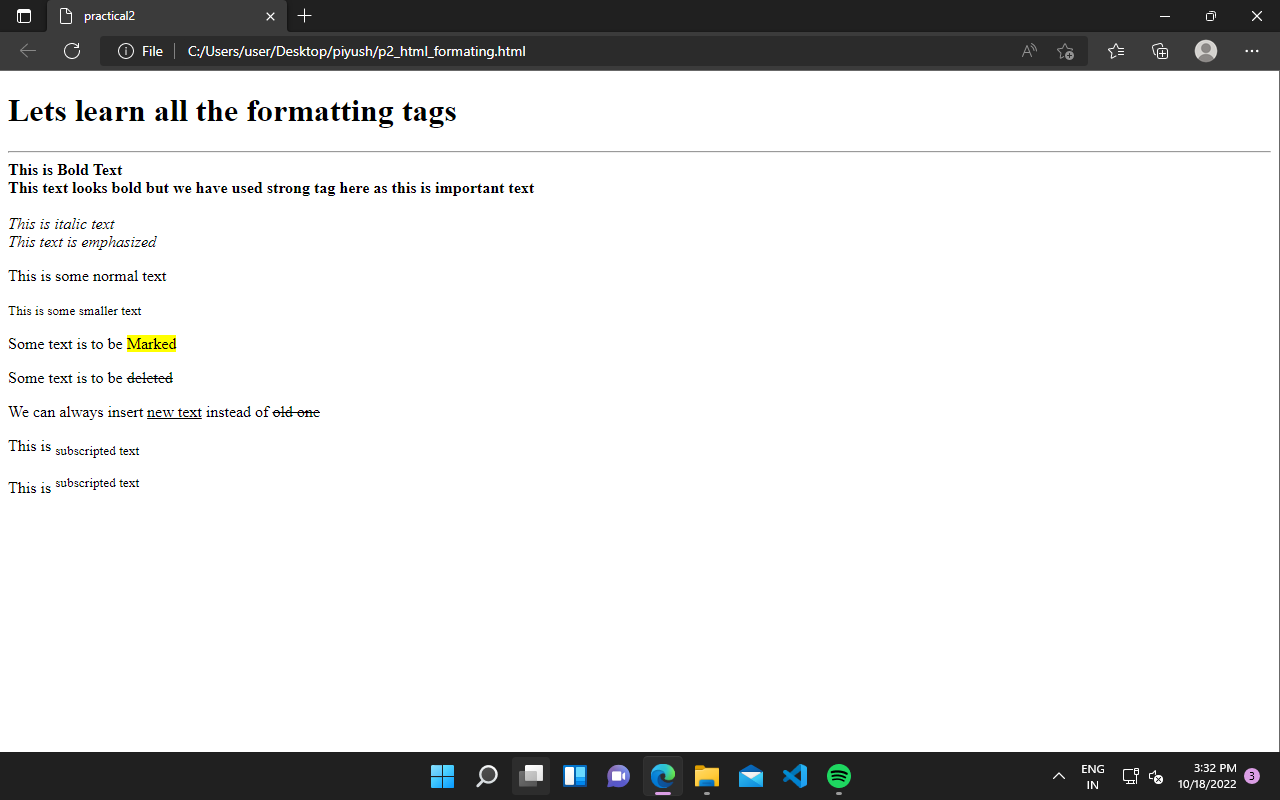 practical2
File C:/Users/user/Desktop/piyush/p2_html_formating.html
Lets learn all the formatting tags
This is Bold Text
This text looks bold but we have used strong tag here as this is important text
This is italic text
This text is emphasized
This is some normal text
This is some smaller text
Some text is to be Marked
Some text is to be deleted
We can always insert new text instead of old one
This is subscripted text
This is subscripted text
ENG
IN
3:32 PM
10/18/2022
3